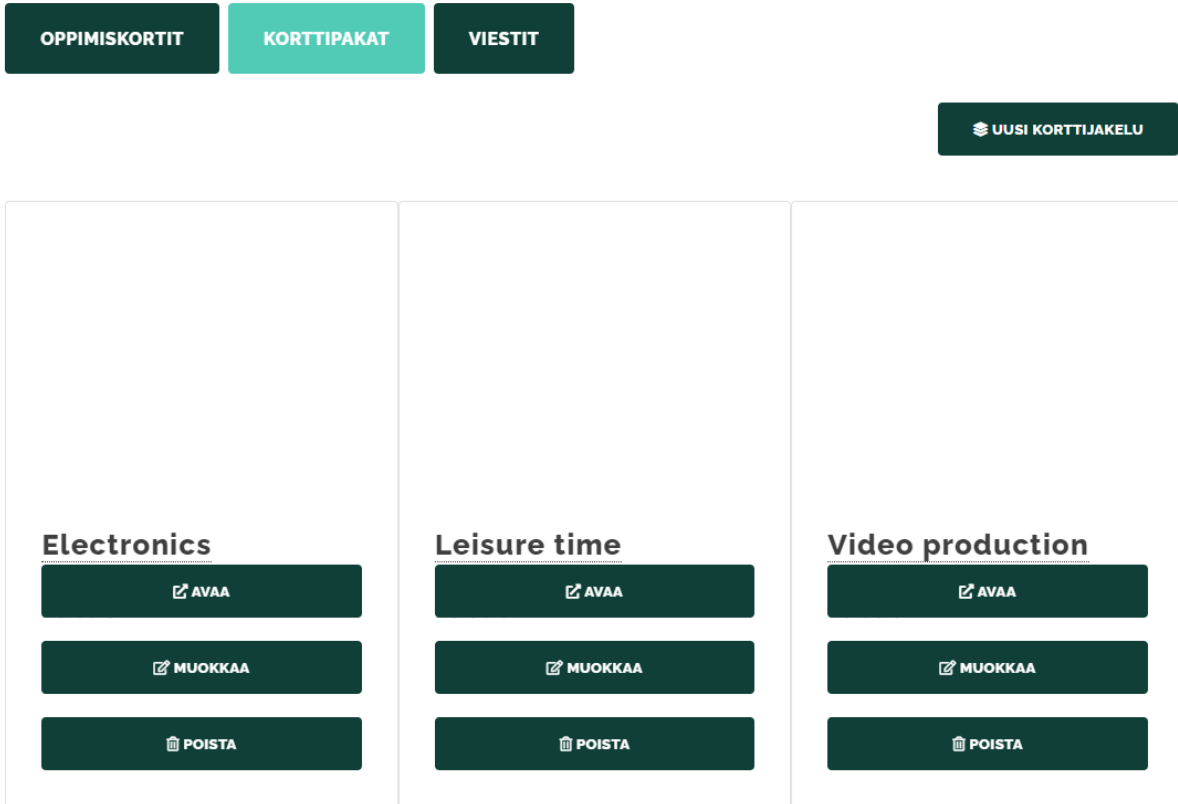 OPPIMISKORTIT KORTTIPAKAT VIESTIT
UUSI KORTTIJAKELU
Electronics Leisure time Video production
AVAA AVAA AVAA
MUOKKAA MUOKKAA MUOKKAA
POISTA POISTA POISTA